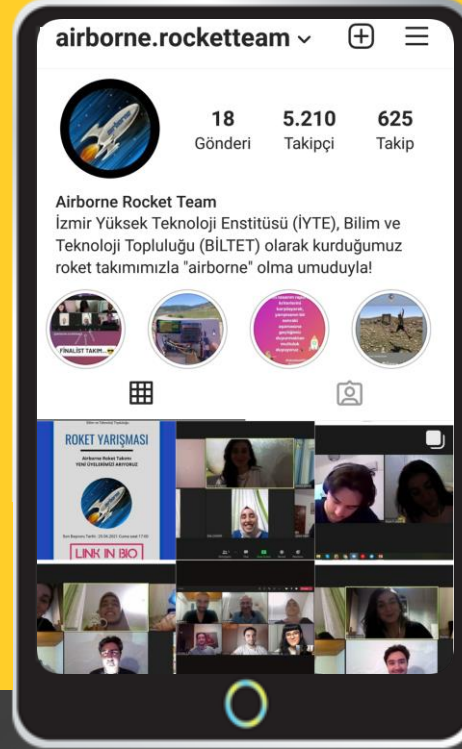 airborne.rocketteam
18 5.210 625
Gönderi Takipçi Takip
Airborne Rocket Team
İzmir Yüksek Teknoloji Enstitüsü (İYTE), Bilim ve
Teknoloji Topluluğu (BİLTET) olarak kurduğumuz
roket takımımızla "airborne" olma umuduyla!
FİNALİST TAKIM...
ROKET YARIŞMASI
Airborne Roket Takımı
YENİ ÜYELERİMİZİ ARIYORUZ
LINK IN BIO